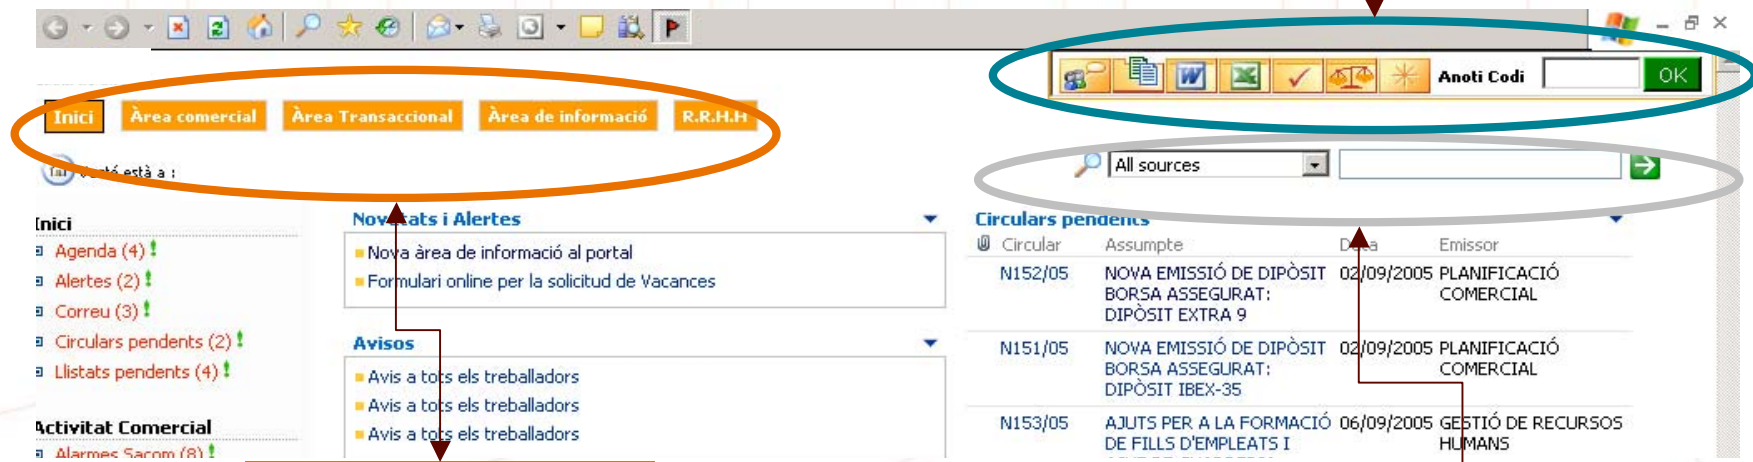 Anoti Codi OK
Inici Àrea comercial Àrea Transaccional Àrea de informació R.R.H.H
All sources
està a :
Inici
Agenda (4) !
Alertes (2) !
Correu (3) !
Circulars pendents (2) !
Llistats pendents (4) !
Activitat Comercial
Alarmes Sacom (8) !
Novetats i Alertes
Nova àrea de informació al portal
Formulari online per la solicitud de Vacances
Avisos
Avis a tots els treballadors
Avis a tots els treballadors
Avis a tots els treballadors
Circulars pendents
Circular Assumpte Data Emissor
N152/05 NOVA EMISSIÓ DE DIPÒSIT 02/09/2005 PLANIFICACIÓ
BORSA ASSEGURAT: COMERCIAL
DIPÒSIT EXTRA 9
N151/05 NOVA EMISSIÓ DE DIPÒSIT 02/09/2005 PLANIFICACIÓ
BORSA ASSEGURAT: COMERCIAL
DIPÒSIT IBEX-35
N153/05 AJUTS PER A LA FORMACIÓ 06/09/2005 GESTIÓ DE RECURSOS
DE FILLS D'EMPLEATS I HUMANS